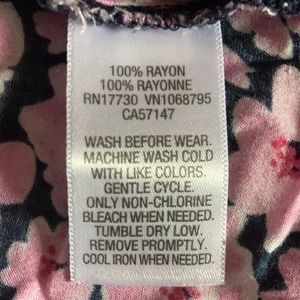 100% RAYON
100% RAYONNE
RN17730 VN1068795
CA57147
WASH BEFORE WEAR.
MACHINE WASH COLD
WITH LIKE COLORS.
GENTLE CYCLE.
ONLY NON-CHLORINE
BLEACH WHEN NEEDED.
TUMBLE DRY LOW.
REMOVE PROMPTLY.
COOL IRON WHEN NEEDED.